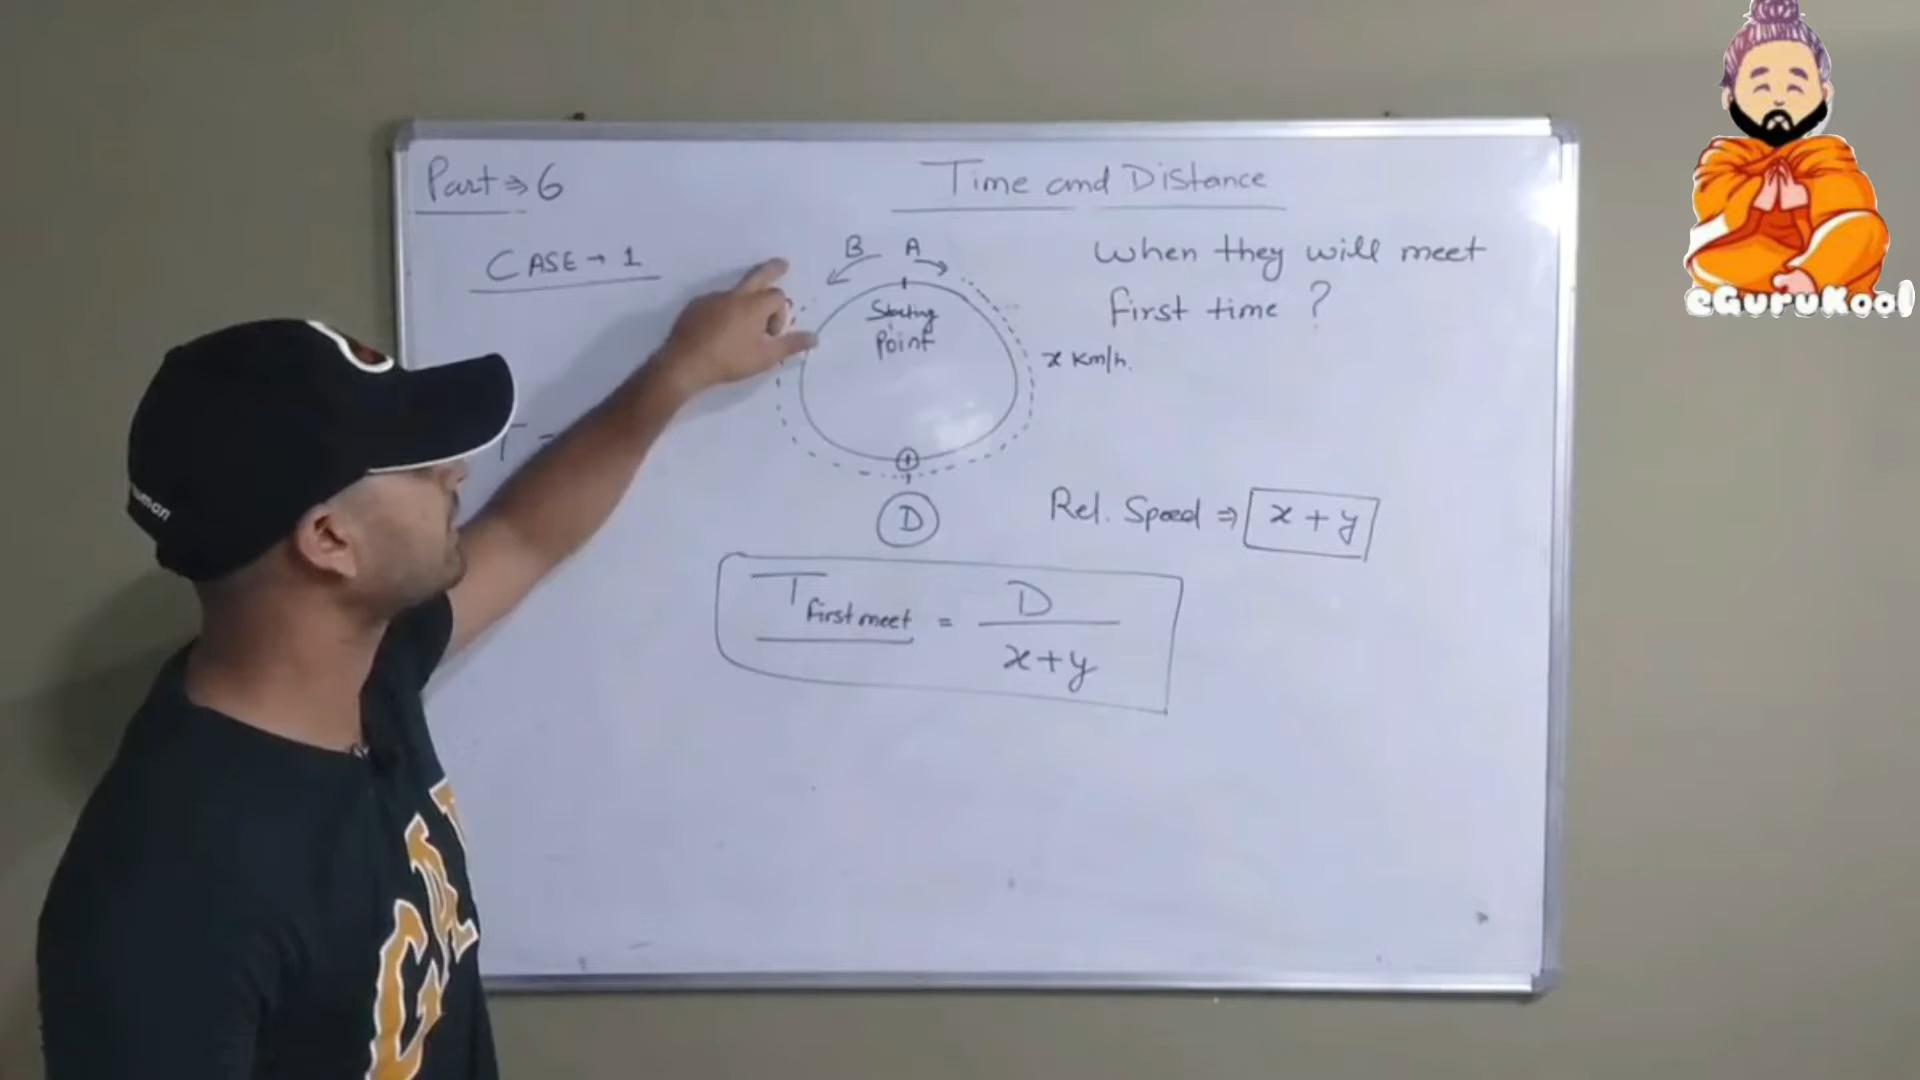 Part ⇒ 6
Time and Distance
CASE → 1
B A
When they will meet
first time ?
Starting
Point
x km/h.
T =
D
Rel. Speed ⇒ x + y
T first meet = D / x+y
eGuruKool